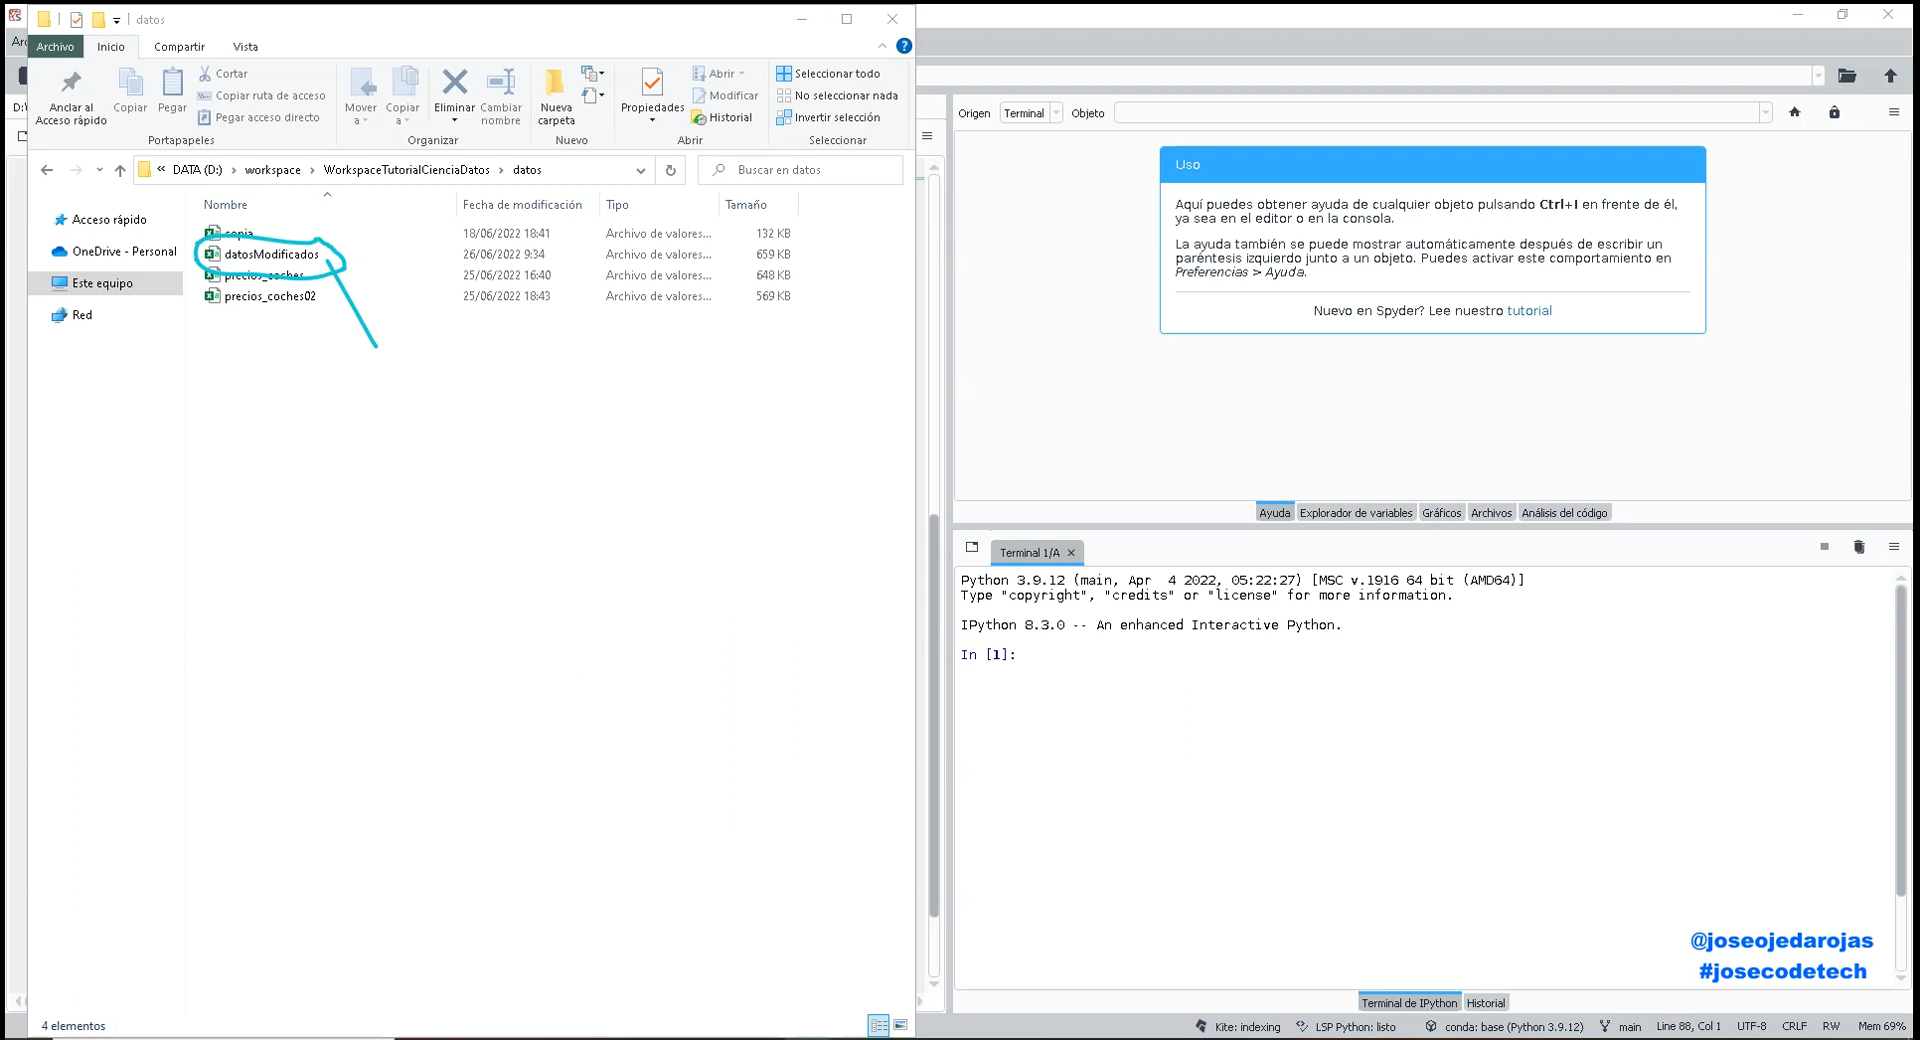 datos
Archivo Inicio Compartir Vista
Anclar al Acceso rápido
Copiar
Pegar
Cortar
Copiar ruta de acceso
Pegar acceso directo
Portapapeles
Mover a
Copiar a
Eliminar
Cambiar nombre
Organizar
Nueva carpeta
Nuevo
Propiedades
Abrir
Modificar
Historial
Abrir
Seleccionar todo
No seleccionar nada
Invertir selección
Seleccionar
« DATA (D:) › workspace › WorkspaceTutorialCienciaDatos › datos
Buscar en datos
Nombre Fecha de modificación Tipo Tamaño
copia 18/06/2022 18:41 Archivo de valores... 132 KB
datosModificados 26/06/2022 9:34 Archivo de valores... 659 KB
precios_coches 25/06/2022 16:40 Archivo de valores... 648 KB
precios_coches02 25/06/2022 18:43 Archivo de valores... 569 KB
Acceso rápido
OneDrive - Personal
Este equipo
Red
4 elementos
Origen Terminal Objeto
Uso
Aquí puedes obtener ayuda de cualquier objeto pulsando Ctrl+I en frente de él,
ya sea en el editor o en la consola.
La ayuda también se puede mostrar automáticamente después de escribir un
paréntesis izquierdo junto a un objeto. Puedes activar este comportamiento en
Preferencias > Ayuda.
Nuevo en Spyder? Lee nuestro tutorial
Ayuda Explorador de variables Gráficos Archivos Análisis del código
Terminal 1/A
Python 3.9.12 (main, Apr 4 2022, 05:22:27) [MSC v.1916 64 bit (AMD64)]
Type "copyright", "credits" or "license" for more information.
IPython 8.3.0 -- An enhanced Interactive Python.
In [1]:
@joseojedarojas
#josecodetech
Terminal de IPython Historial
Kite: indexing LSP Python: listo conda: base (Python 3.9.12) main Line 88, Col 1 UTF-8 CRLF RW Mem 69%